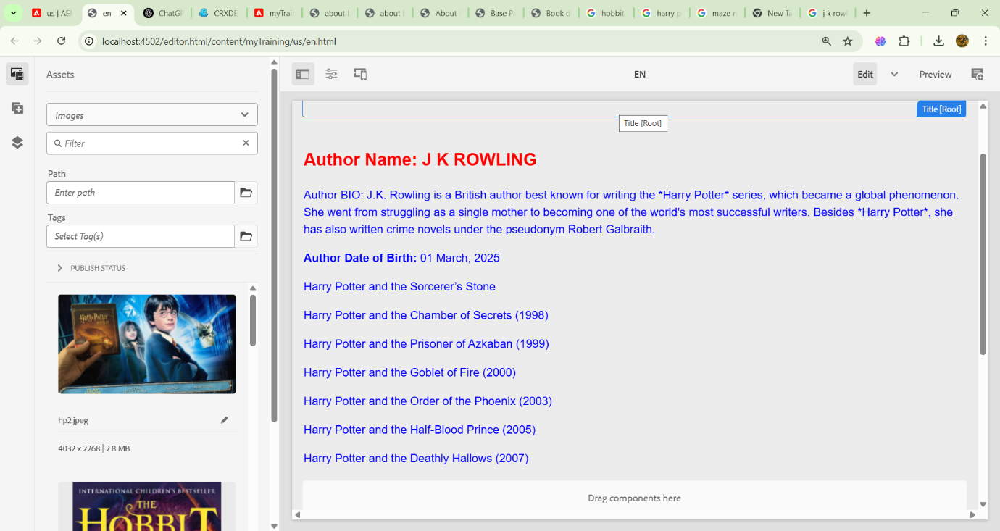 us | AE
en
ChatG
CRXDE
myTrai
about
about
About
Base P
Book d
hobbit
harry p
maze r
New Ta
j k rowl
localhost:4502/editor.html/content/myTraining/us/en.html
Assets
EN
Edit
Preview
Images
Filter
Path
Enter path
Tags
Select Tag(s)
PUBLISH STATUS
Harry Potter
hp2.jpeg
4032 x 2268 | 2.8 MB
INTERNATIONAL CHILDREN'S BESTSELLER
THE
HOBBIT
Title [Root]
Title [Root]
Author Name: J K ROWLING
Author BIO: J.K. Rowling is a British author best known for writing the *Harry Potter* series, which became a global phenomenon.
She went from struggling as a single mother to becoming one of the world's most successful writers. Besides *Harry Potter*, she
has also written crime novels under the pseudonym Robert Galbraith.
Author Date of Birth: 01 March, 2025
Harry Potter and the Sorcerer’s Stone
Harry Potter and the Chamber of Secrets (1998)
Harry Potter and the Prisoner of Azkaban (1999)
Harry Potter and the Goblet of Fire (2000)
Harry Potter and the Order of the Phoenix (2003)
Harry Potter and the Half-Blood Prince (2005)
Harry Potter and the Deathly Hallows (2007)
Drag components here